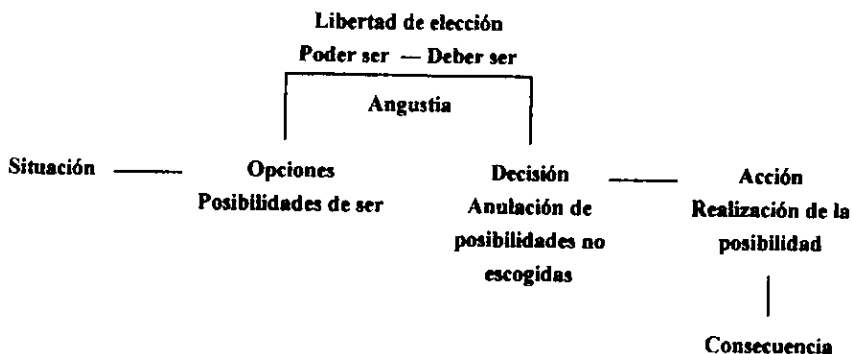 Libertad de elección
Poder ser — Deber ser
Angustia
Situación
Opciones
Posibilidades de ser
Decisión
Anulación de
posibilidades no
escogidas
Acción
Realización de la
posibilidad
Consecuencia